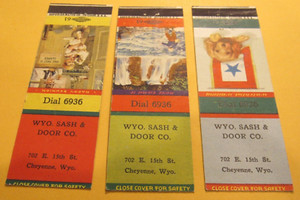 Dial 6936
WYO. SASH &
DOOR CO.
702 E. 15th St.
Cheyenne, Wyo.
Dial 6936
WYO. SASH &
DOOR CO.
702 E. 15th St.
Cheyenne, Wyo.
CLOSE COVER FOR SAFETY
Dial 6936
WYO. SASH &
DOOR CO.
702 E. 15th St.
Cheyenne, Wyo.
CLOSE COVER FOR SAFETY